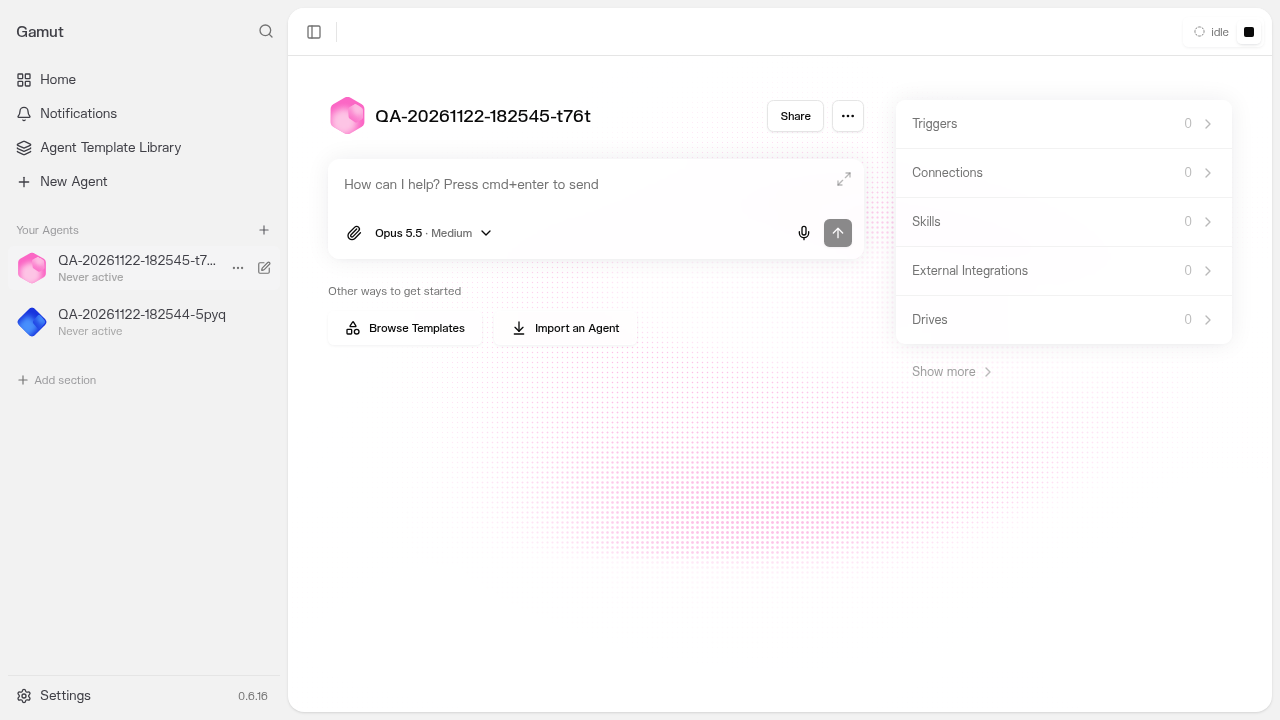 Gamut
Home
Notifications
Agent Template Library
New Agent
Your Agents
QA-20261122-182545-t7...
Never active
QA-20261122-182544-5pyq
Never active
Add section
Settings
0.6.16
idle
QA-20261122-182545-t76t
Share
How can I help? Press cmd+enter to send
Opus 5.5 · Medium
Other ways to get started
Browse Templates
Import an Agent
Triggers 0
Connections 0
Skills 0
External Integrations 0
Drives 0
Show more